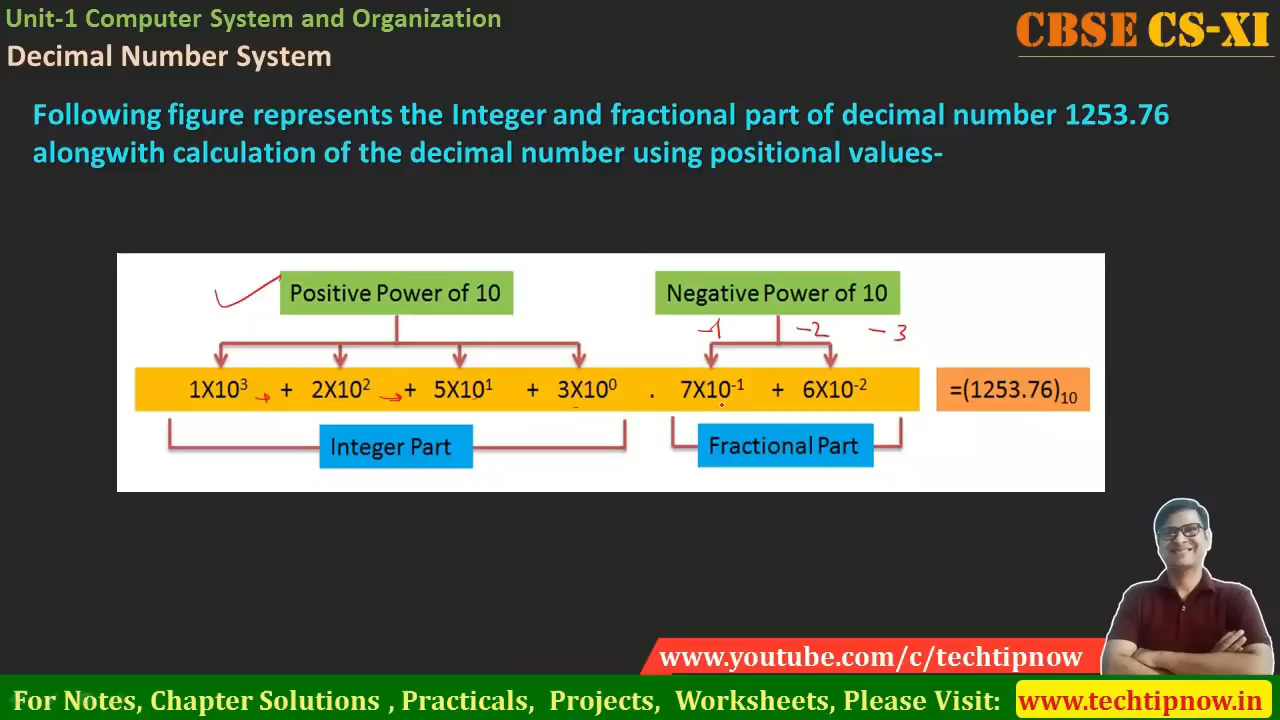 Unit-1 Computer System and Organization
CBSE CS-XI
Decimal Number System
Following figure represents the Integer and fractional part of decimal number 1253.76
alongwith calculation of the decimal number using positional values-
Positive Power of 10
Negative Power of 10
-1 -2 -3
1X10³ + 2X10² + 5X10¹ + 3X10⁰ . 7X10⁻¹ + 6X10⁻² =(1253.76)₁₀
Integer Part
Fractional Part
www.youtube.com/c/techtipnow
For Notes, Chapter Solutions , Practicals, Projects, Worksheets, Please Visit: www.techtipnow.in